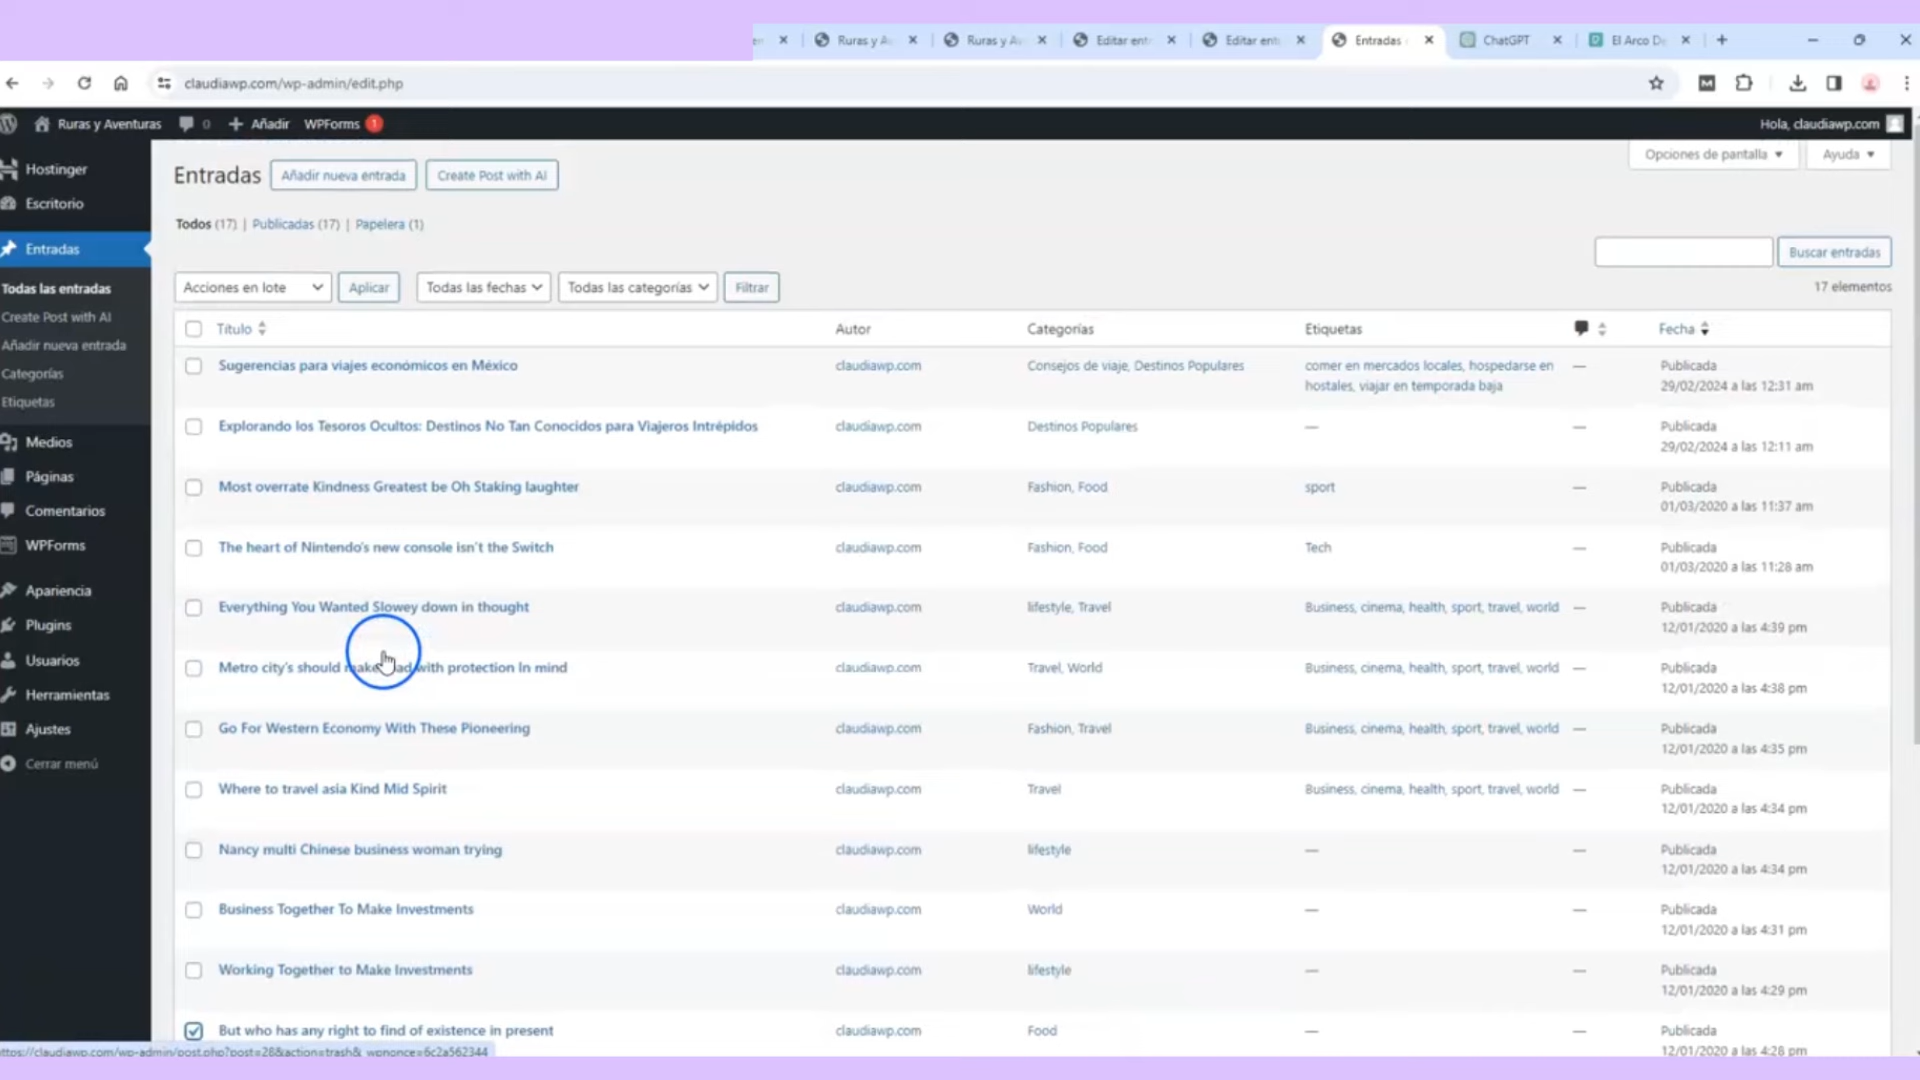 Ruras y A
Ruras y A
Editar ent
Editar ent
Entradas
ChatGPT
El Arco De
claudiawp.com/wp-admin/edit.php
Ruras y Aventuras
0
Añadir
WPForms 1
Hola, claudiawp.com
Hostinger
Escritorio
Entradas
Todas las entradas
Create Post with AI
Añadir nueva entrada
Categorías
Etiquetas
Medios
Páginas
Comentarios
WPForms
Apariencia
Plugins
Usuarios
Herramientas
Ajustes
Cerrar menú
Opciones de pantalla
Ayuda
Entradas
Añadir nueva entrada
Create Post with AI
Todos (17) | Publicadas (17) | Papelera (1)
Buscar entradas
Acciones en lote
Aplicar
Todas las fechas
Todas las categorías
Filtrar
17 elementos
Título Autor Categorías Etiquetas Fecha
Sugerencias para viajes económicos en México claudiawp.com Consejos de viaje, Destinos Populares comer en mercados locales, hospedarse en — Publicada
hostales, viajar en temporada baja 29/02/2024 a las 12:31 am
Explorando los Tesoros Ocultos: Destinos No Tan Conocidos para Viajeros Intrépidos claudiawp.com Destinos Populares — — Publicada
29/02/2024 a las 12:11 am
Most overrate Kindness Greatest be Oh Staking laughter claudiawp.com Fashion, Food sport — Publicada
01/03/2020 a las 11:37 am
The heart of Nintendo's new console isn't the Switch claudiawp.com Fashion, Food Tech — Publicada
01/03/2020 a las 11:28 am
Everything You Wanted Slowey down in thought claudiawp.com lifestyle, Travel Business, cinema, health, sport, travel, world — Publicada
12/01/2020 a las 4:39 pm
Metro city's should make with protection In mind claudiawp.com Travel, World Business, cinema, health, sport, travel, world — Publicada
12/01/2020 a las 4:38 pm
Go For Western Economy With These Pioneering claudiawp.com Fashion, Travel Business, cinema, health, sport, travel, world — Publicada
12/01/2020 a las 4:35 pm
Where to travel asia Kind Mid Spirit claudiawp.com Travel Business, cinema, health, sport, travel, world — Publicada
12/01/2020 a las 4:34 pm
Nancy multi Chinese business woman trying claudiawp.com lifestyle — — Publicada
12/01/2020 a las 4:34 pm
Business Together To Make Investments claudiawp.com World — — Publicada
12/01/2020 a las 4:31 pm
Working Together to Make Investments claudiawp.com lifestyle — — Publicada
12/01/2020 a las 4:29 pm
But who has any right to find of existence in present claudiawp.com Food — — Publicada
12/01/2020 a las 4:28 pm
ttps://claudiawp.com/wp-admin/post.php?post=28&action=trash&_wpnonce=6c2a562344